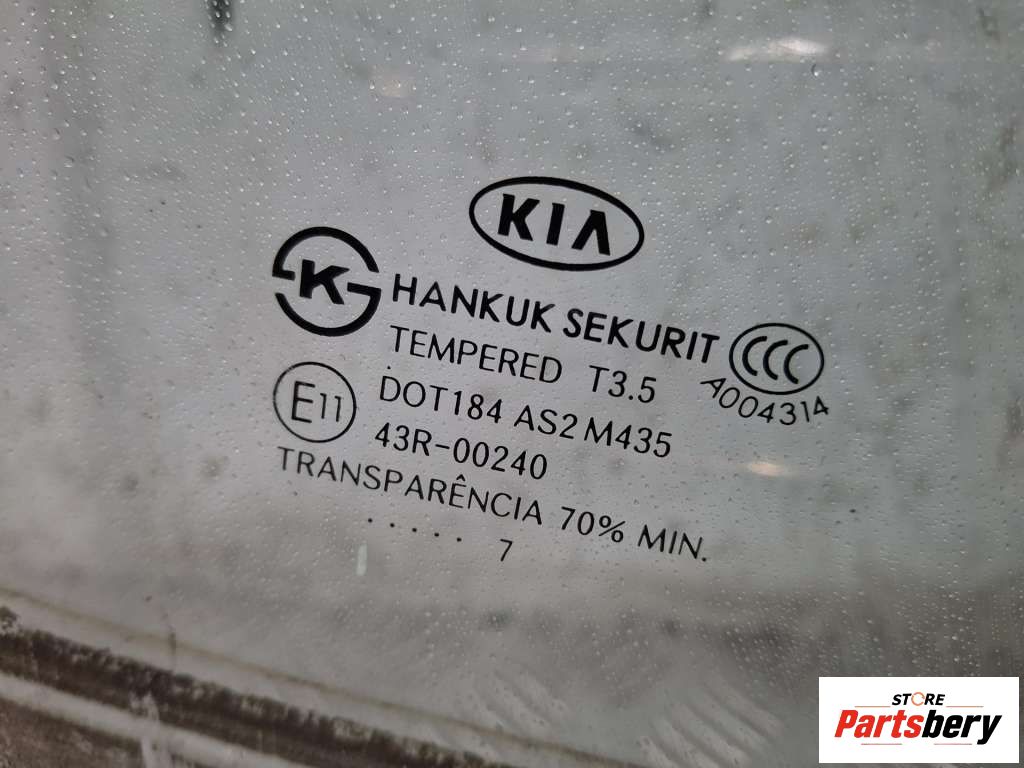 KIA
K
HANKUK SEKURIT
CCC
TEMPERED T3.5
A004314
E11
DOT184 AS2 M435
43R-00240
TRANSPARÊNCIA 70% MIN.
..... 7
STORE
Partsbery